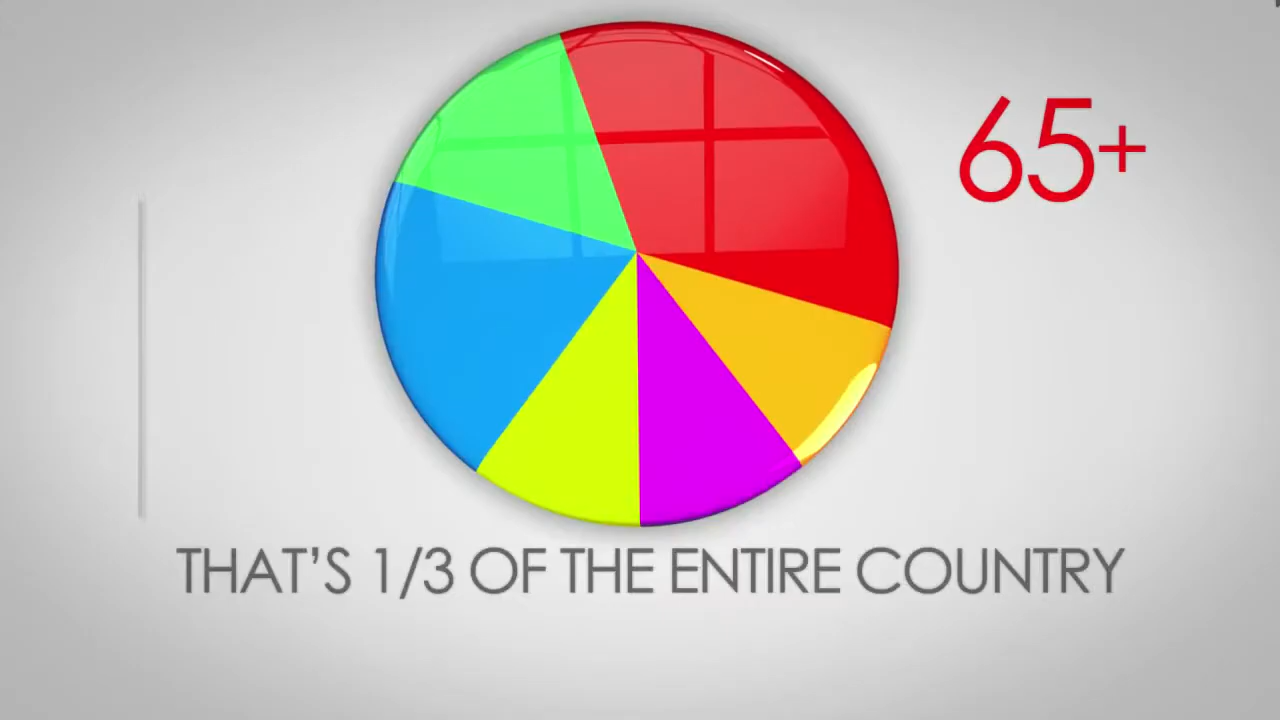 65+
THAT'S 1/3 OF THE ENTIRE COUNTRY